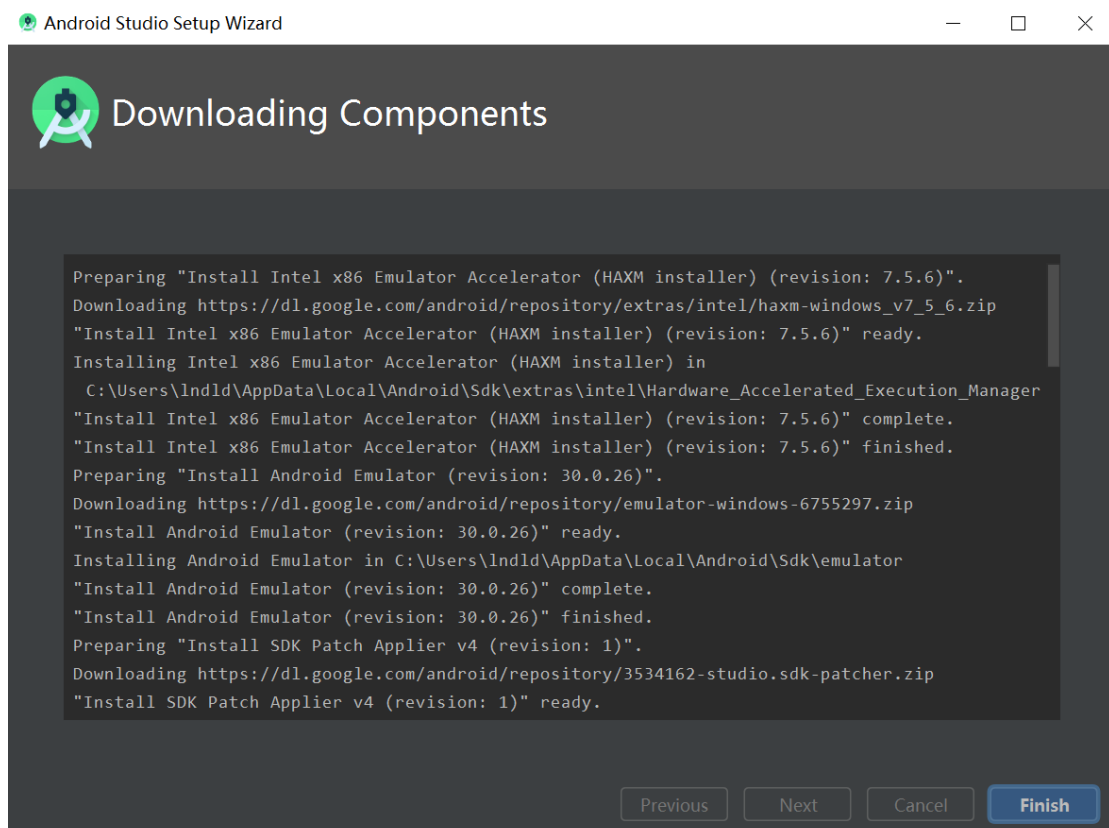 Android Studio Setup Wizard
Downloading Components
Preparing "Install Intel x86 Emulator Accelerator (HAXM installer) (revision: 7.5.6)".
Downloading https://dl.google.com/android/repository/extras/intel/haxm-windows_v7_5_6.zip
"Install Intel x86 Emulator Accelerator (HAXM installer) (revision: 7.5.6)" ready.
Installing Intel x86 Emulator Accelerator (HAXM installer) in
C:\Users\lndld\AppData\Local\Android\Sdk\extras\intel\Hardware_Accelerated_Execution_Manager
"Install Intel x86 Emulator Accelerator (HAXM installer) (revision: 7.5.6)" complete.
"Install Intel x86 Emulator Accelerator (HAXM installer) (revision: 7.5.6)" finished.
Preparing "Install Android Emulator (revision: 30.0.26)".
Downloading https://dl.google.com/android/repository/emulator-windows-6755297.zip
"Install Android Emulator (revision: 30.0.26)" ready.
Installing Android Emulator in C:\Users\lndld\AppData\Local\Android\Sdk\emulator
"Install Android Emulator (revision: 30.0.26)" complete.
"Install Android Emulator (revision: 30.0.26)" finished.
Preparing "Install SDK Patch Applier v4 (revision: 1)".
Downloading https://dl.google.com/android/repository/3534162-studio.sdk-patcher.zip
"Install SDK Patch Applier v4 (revision: 1)" ready.
Previous Next Cancel Finish